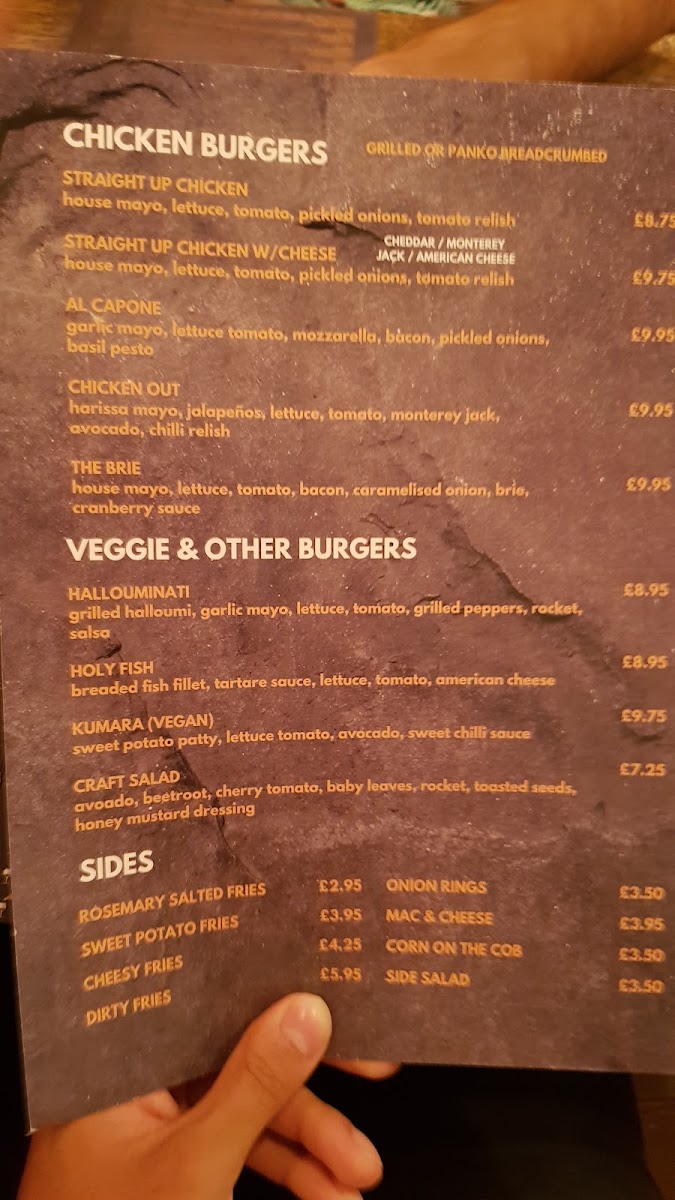 CHICKEN BURGERS GRILLED OR PANKO BREADCRUMBED
STRAIGHT UP CHICKEN
house mayo, lettuce, tomato, pickled onions, tomato relish £8.75
STRAIGHT UP CHICKEN W/CHEESE CHEDDAR / MONTEREY
JACK / AMERICAN CHEESE
house mayo, lettuce, tomato, pickled onions, tomato relish £9.75
AL CAPONE
garlic mayo, lettuce tomato, mozzarella, bacon, pickled onions, £9.95
basil pesto
CHICKEN OUT
harissa mayo, jalapeños, lettuce, tomato, monterey jack, £9.95
avocado, chilli relish
THE BRIE
house mayo, lettuce, tomato, bacon, caramelised onion, brie, £9.95
cranberry sauce
VEGGIE & OTHER BURGERS
HALLOUMINATI £8.95
grilled halloumi, garlic mayo, lettuce, tomato, grilled peppers, rocket,
salsa
HOLY FISH £8.95
breaded fish fillet, tartare sauce, lettuce, tomato, american cheese
KUMARA (VEGAN) £9.75
sweet potato patty, lettuce tomato, avocado, sweet chilli sauce
CRAFT SALAD £7.25
avoado, beetroot, cherry tomato, baby leaves, rocket, toasted seeds,
honey mustard dressing
SIDES
ROSEMARY SALTED FRIES £2.95 ONION RINGS £3.50
SWEET POTATO FRIES £3.95 MAC & CHEESE £3.95
CHEESY FRIES £4.25 CORN ON THE COB £3.50
DIRTY FRIES £5.95 SIDE SALAD £3.50